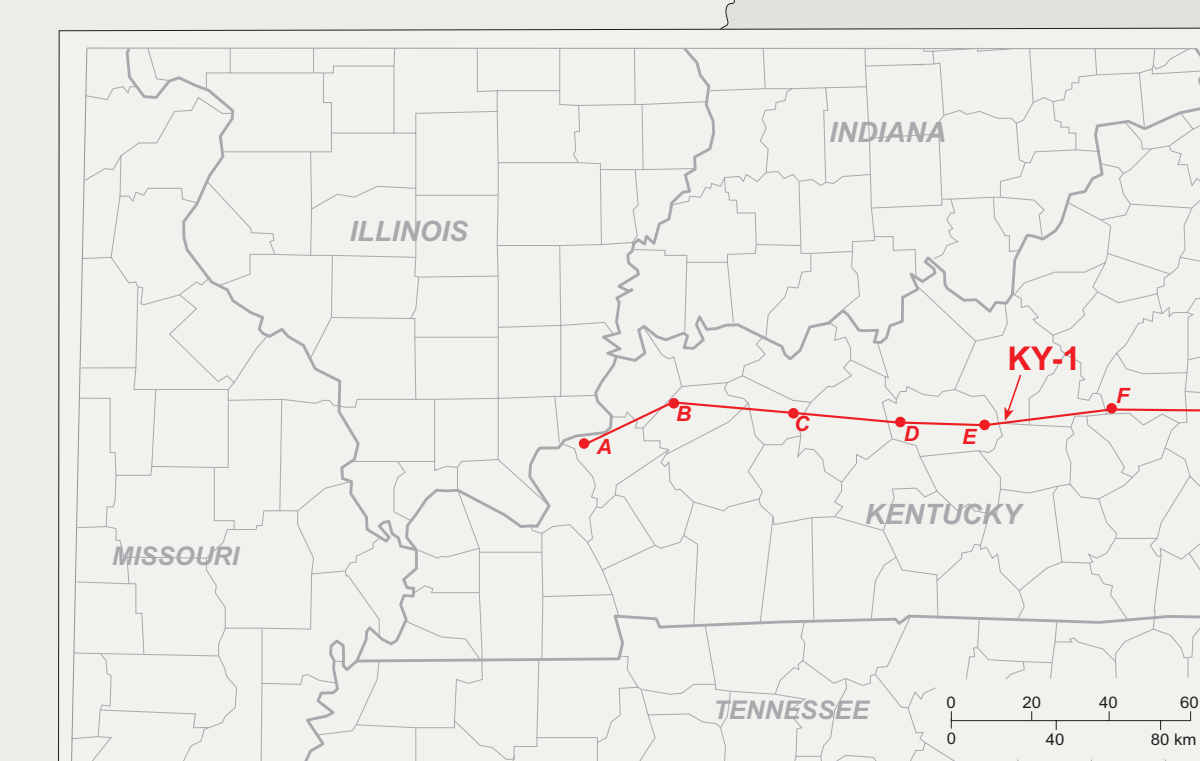 INDIANA
ILLINOIS
KY-1
F
B
C
D
E
A
KENTUCKY
MISSOURI
TENNESSEE
0 20 40 60
0 40 80 km